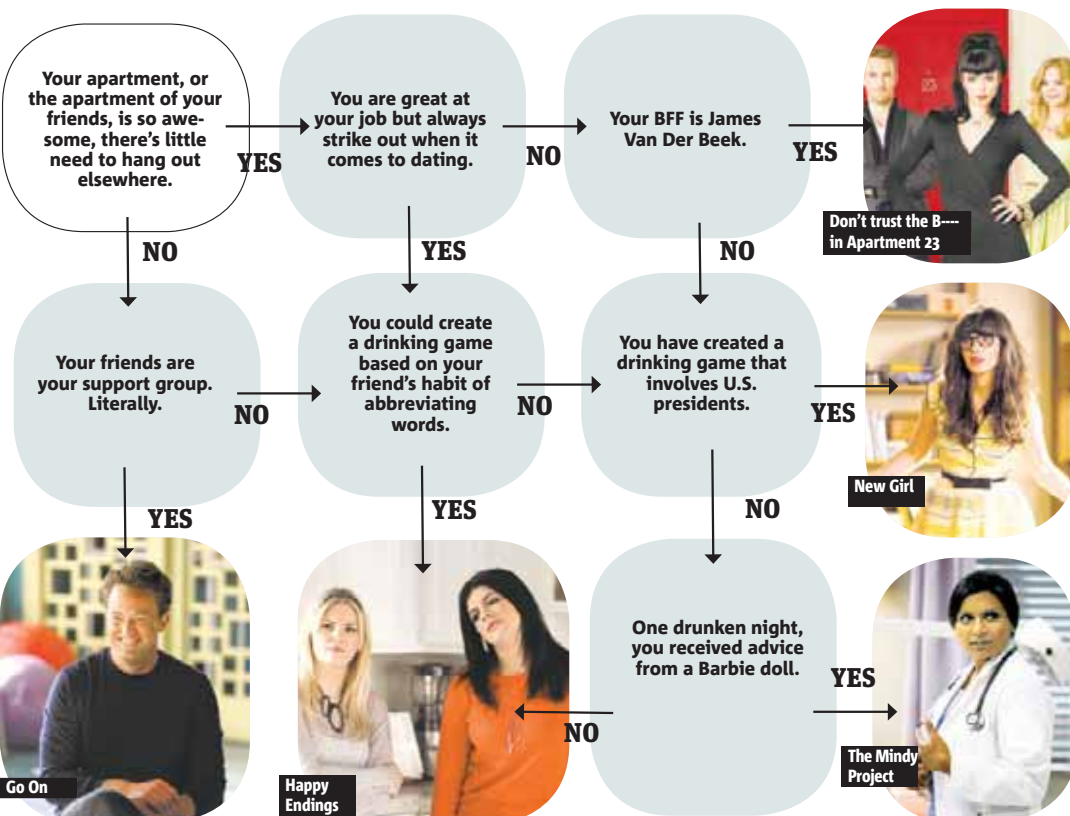 Your apartment, or
the apartment of your
friends, is so awe-
some, there's little
need to hang out
elsewhere.
YES
You are great at
your job but always
strike out when it
comes to dating.
NO
Your BFF is James
Van Der Beek.
YES
Don't trust the B----
in Apartment 23
NO
YES
NO
Your friends are
your support group.
Literally.
NO
You could create
a drinking game
based on your
friend's habit of
abbreviating
words.
NO
You have created a
drinking game that
involves U.S.
presidents.
YES
New Girl
YES
YES
NO
Go On
Happy
Endings
One drunken night,
you received advice
from a Barbie doll.
YES
NO
The Mindy
Project